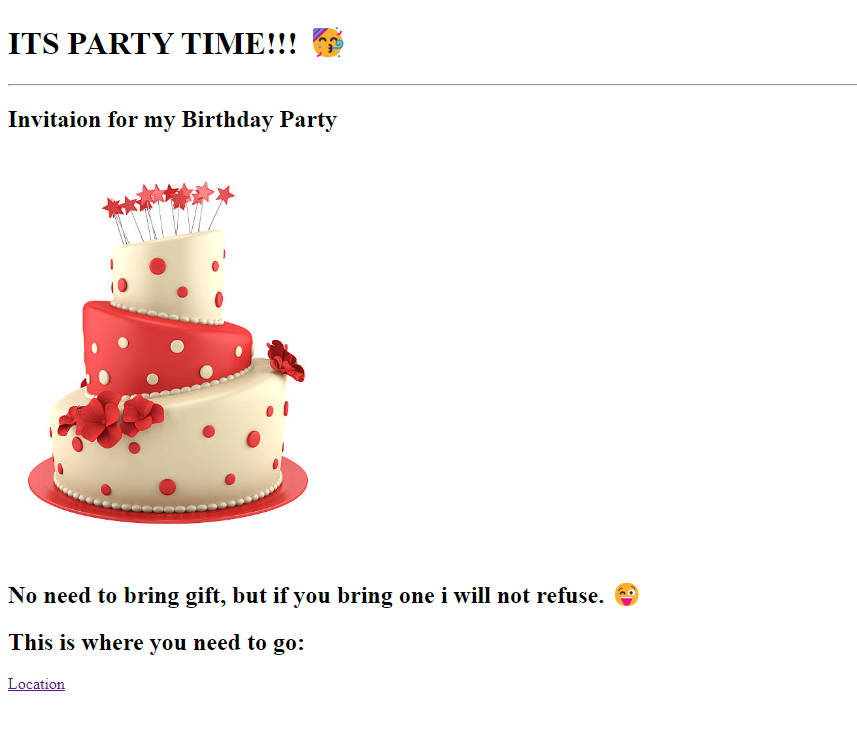 ITS PARTY TIME!!! 🥳
Invitaion for my Birthday Party
No need to bring gift, but if you bring one i will not refuse. 😜
This is where you need to go:
Location